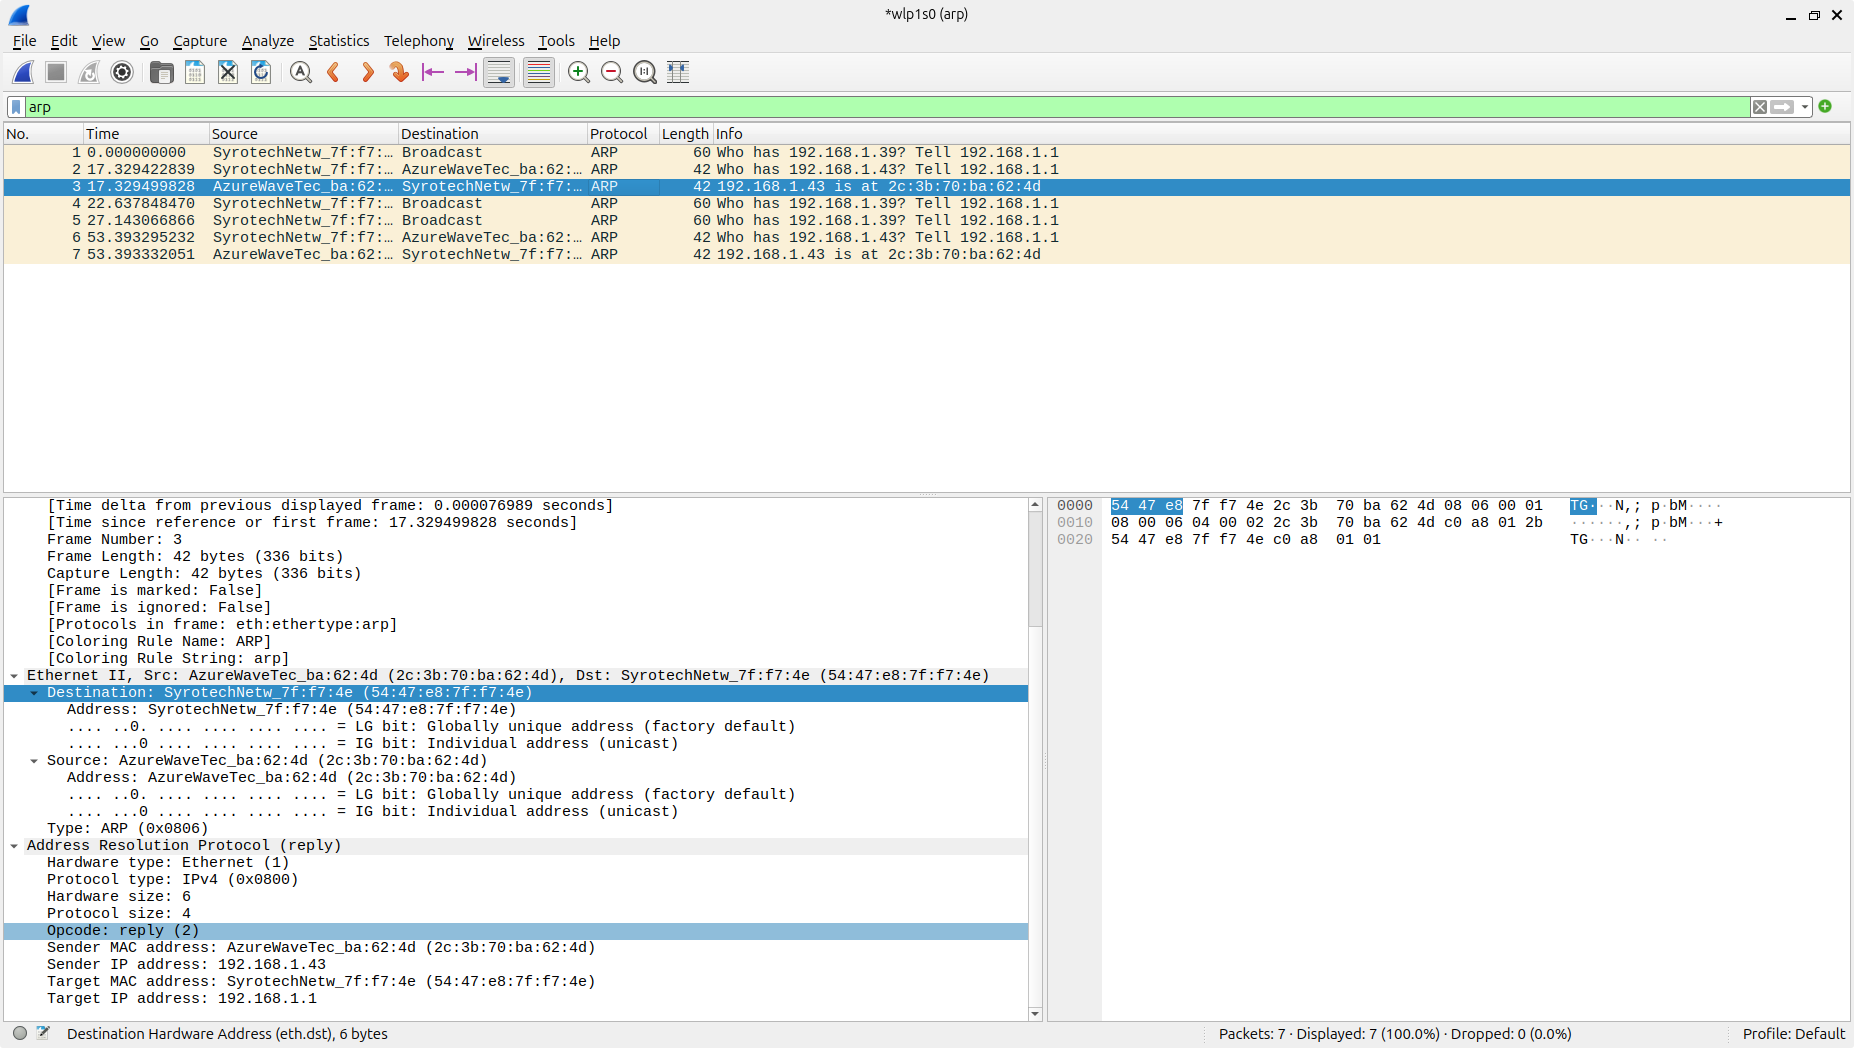 *wlp1s0 (arp)
File Edit View Go Capture Analyze Statistics Telephony Wireless Tools Help
arp
No. Time Source Destination Protocol Length Info
1 0.000000000 SyrotechNetw_7f:f7:… Broadcast ARP 60 Who has 192.168.1.39? Tell 192.168.1.1
2 17.329422839 SyrotechNetw_7f:f7:… AzureWaveTec_ba:62:… ARP 42 Who has 192.168.1.43? Tell 192.168.1.1
3 17.329499828 AzureWaveTec_ba:62:… SyrotechNetw_7f:f7:… ARP 42 192.168.1.43 is at 2c:3b:70:ba:62:4d
4 22.637848470 SyrotechNetw_7f:f7:… Broadcast ARP 60 Who has 192.168.1.39? Tell 192.168.1.1
5 27.143066866 SyrotechNetw_7f:f7:… Broadcast ARP 60 Who has 192.168.1.39? Tell 192.168.1.1
6 53.393295232 SyrotechNetw_7f:f7:… AzureWaveTec_ba:62:… ARP 42 Who has 192.168.1.43? Tell 192.168.1.1
7 53.393332051 AzureWaveTec_ba:62:… SyrotechNetw_7f:f7:… ARP 42 192.168.1.43 is at 2c:3b:70:ba:62:4d
[Time delta from previous displayed frame: 0.000076989 seconds]
[Time since reference or first frame: 17.329499828 seconds]
Frame Number: 3
Frame Length: 42 bytes (336 bits)
Capture Length: 42 bytes (336 bits)
[Frame is marked: False]
[Frame is ignored: False]
[Protocols in frame: eth:ethertype:arp]
[Coloring Rule Name: ARP]
[Coloring Rule String: arp]
Ethernet II, Src: AzureWaveTec_ba:62:4d (2c:3b:70:ba:62:4d), Dst: SyrotechNetw_7f:f7:4e (54:47:e8:7f:f7:4e)
Destination: SyrotechNetw_7f:f7:4e (54:47:e8:7f:f7:4e)
Address: SyrotechNetw_7f:f7:4e (54:47:e8:7f:f7:4e)
.... ..0. .... .... .... .... = LG bit: Globally unique address (factory default)
.... ...0 .... .... .... .... = IG bit: Individual address (unicast)
Source: AzureWaveTec_ba:62:4d (2c:3b:70:ba:62:4d)
Address: AzureWaveTec_ba:62:4d (2c:3b:70:ba:62:4d)
.... ..0. .... .... .... .... = LG bit: Globally unique address (factory default)
.... ...0 .... .... .... .... = IG bit: Individual address (unicast)
Type: ARP (0x0806)
Address Resolution Protocol (reply)
Hardware type: Ethernet (1)
Protocol type: IPv4 (0x0800)
Hardware size: 6
Protocol size: 4
Opcode: reply (2)
Sender MAC address: AzureWaveTec_ba:62:4d (2c:3b:70:ba:62:4d)
Sender IP address: 192.168.1.43
Target MAC address: SyrotechNetw_7f:f7:4e (54:47:e8:7f:f7:4e)
Target IP address: 192.168.1.1
0000 54 47 e8 7f f7 4e 2c 3b 70 ba 62 4d 08 06 00 01 TG···N,; p·bM····
0010 08 00 06 04 00 02 2c 3b 70 ba 62 4d c0 a8 01 2b ······,; p·bM···+
0020 54 47 e8 7f f7 4e c0 a8 01 01 TG···N·· ··
Destination Hardware Address (eth.dst), 6 bytes
Packets: 7 · Displayed: 7 (100.0%) · Dropped: 0 (0.0%)
Profile: Default